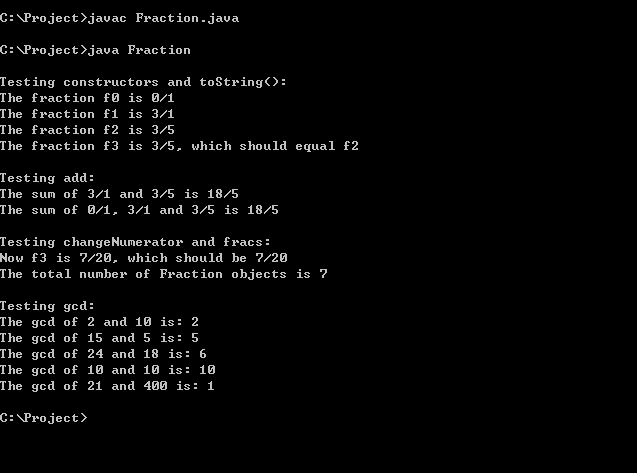 C:\Project>javac Fraction.java
C:\Project>java Fraction
Testing constructors and toString():
The fraction f0 is 0/1
The fraction f1 is 3/1
The fraction f2 is 3/5
The fraction f3 is 3/5, which should equal f2
Testing add:
The sum of 3/1 and 3/5 is 18/5
The sum of 0/1, 3/1 and 3/5 is 18/5
Testing changeNumerator and fracs:
Now f3 is 7/20, which should be 7/20
The total number of Fraction objects is 7
Testing gcd:
The gcd of 2 and 10 is: 2
The gcd of 15 and 5 is: 5
The gcd of 24 and 18 is: 6
The gcd of 10 and 10 is: 10
The gcd of 21 and 400 is: 1
C:\Project>